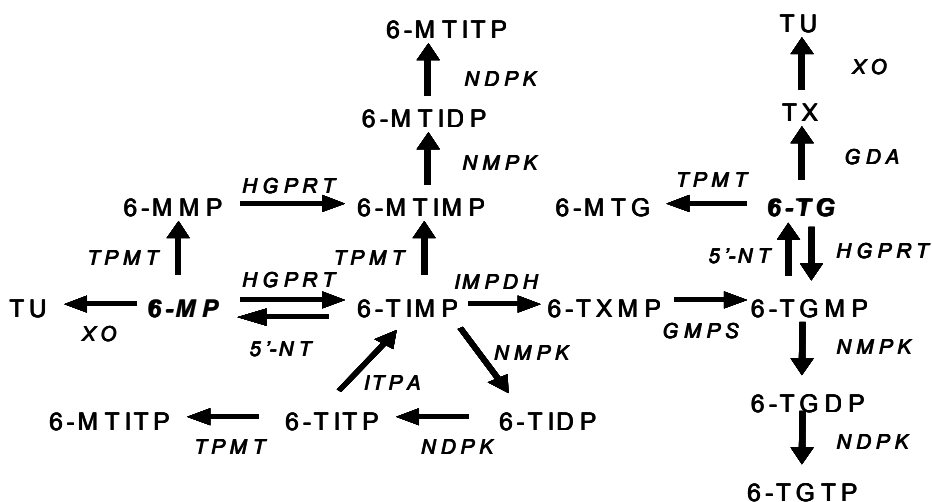 6-MTITP
TU
NDPK
XO
6-MTIDP
TX
NMPK
GDA
HGPRT
TPMT
6-MMP
6-MTIMP
6-MTG
6-TG
TPMT
TPMT
5'-NT
HGPRT
HGPRT
IMPDH
TU
6-MP
6-TIMP
6-TXMP
6-TGMP
XO
5'-NT
GMPS
NMPK
NMPK
ITPA
6-TGDP
6-MTITP
6-TITP
6-TIDP
TPMT
NDPK
NDPK
6-TGTP